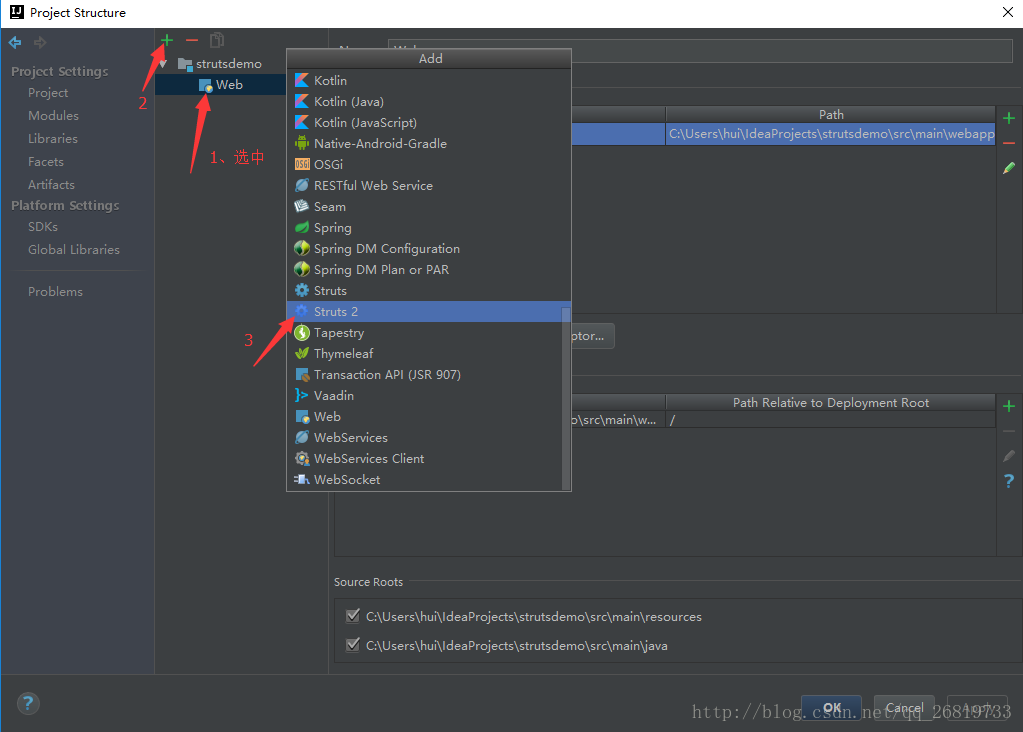 Project Structure
Project Settings
Project
Modules
Libraries
Facets
Artifacts
Platform Settings
SDKs
Global Libraries
Problems
strutsdemo
Web
2
1、选中
3
Add
Kotlin
Kotlin (Java)
Kotlin (JavaScript)
Native-Android-Gradle
OSGi
RESTful Web Service
Seam
Spring
Spring DM Configuration
Spring DM Plan or PAR
Struts
Struts 2
Tapestry
Thymeleaf
Transaction API (JSR 907)
Vaadin
Web
WebServices
WebServices Client
WebSocket
Path
C:\Users\hui\IdeaProjects\strutsdemo\src\main\webapp
ptor...
Path Relative to Deployment Root
o\src\main\w... /
Source Roots
C:\Users\hui\IdeaProjects\strutsdemo\src\main\resources
C:\Users\hui\IdeaProjects\strutsdemo\src\main\java
OK
Cancel
http://blog.csdn.net/qq_26819733